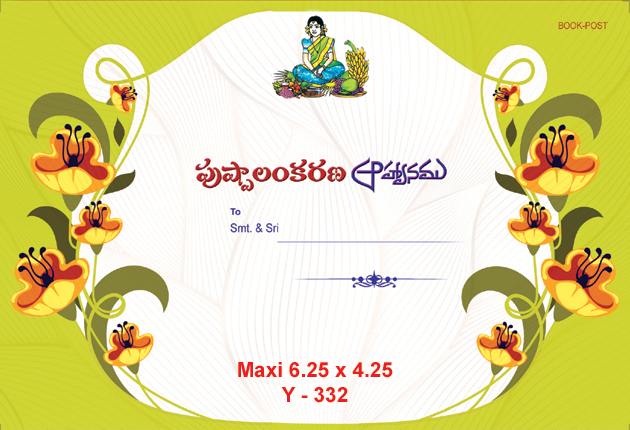 BOOK-POST
పుష్పాలంకరణ ఆహ్వానము
To
Smt. & Sri
Maxi 6.25 x 4.25
Y - 332